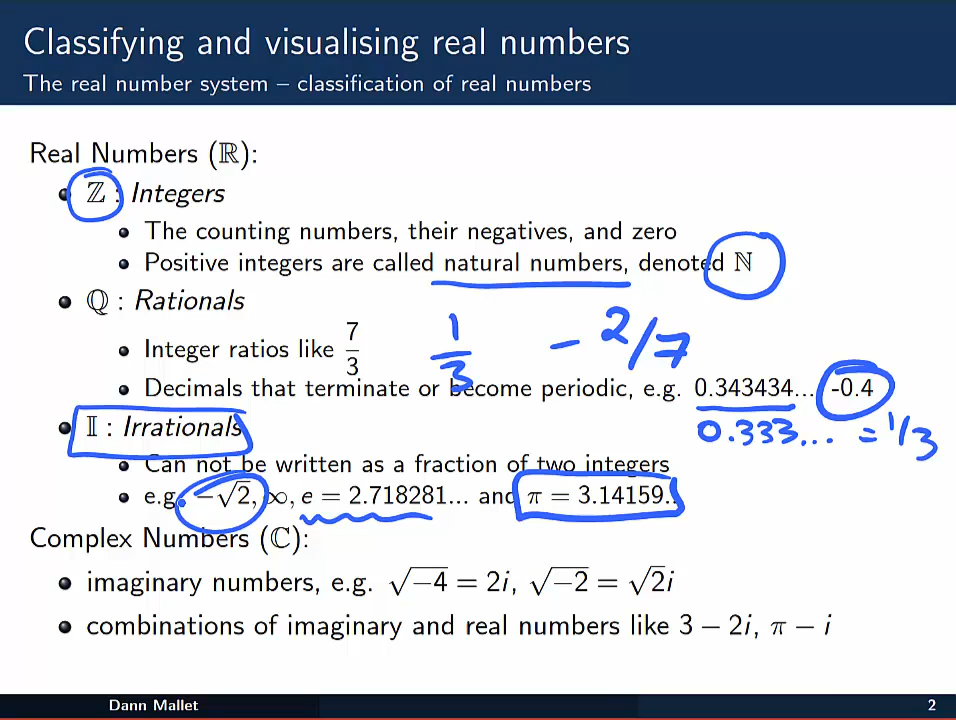 Classifying and visualising real numbers
The real number system – classification of real numbers
Real Numbers (ℝ):
ℤ : Integers
The counting numbers, their negatives, and zero
Positive integers are called natural numbers, denoted ℕ
ℚ : Rationals
Integer ratios like 7/3 1/3 - 2/7
Decimals that terminate or become periodic, e.g. 0.343434... -0.4
0.333... = 1/3
𝕀 : Irrationals
Can not be written as a fraction of two integers
e.g. −√2, ∞, e = 2.718281... and π = 3.14159..
Complex Numbers (ℂ):
imaginary numbers, e.g. √−4 = 2i, √−2 = √2i
combinations of imaginary and real numbers like 3 − 2i, π − i
Dann Mallet 2